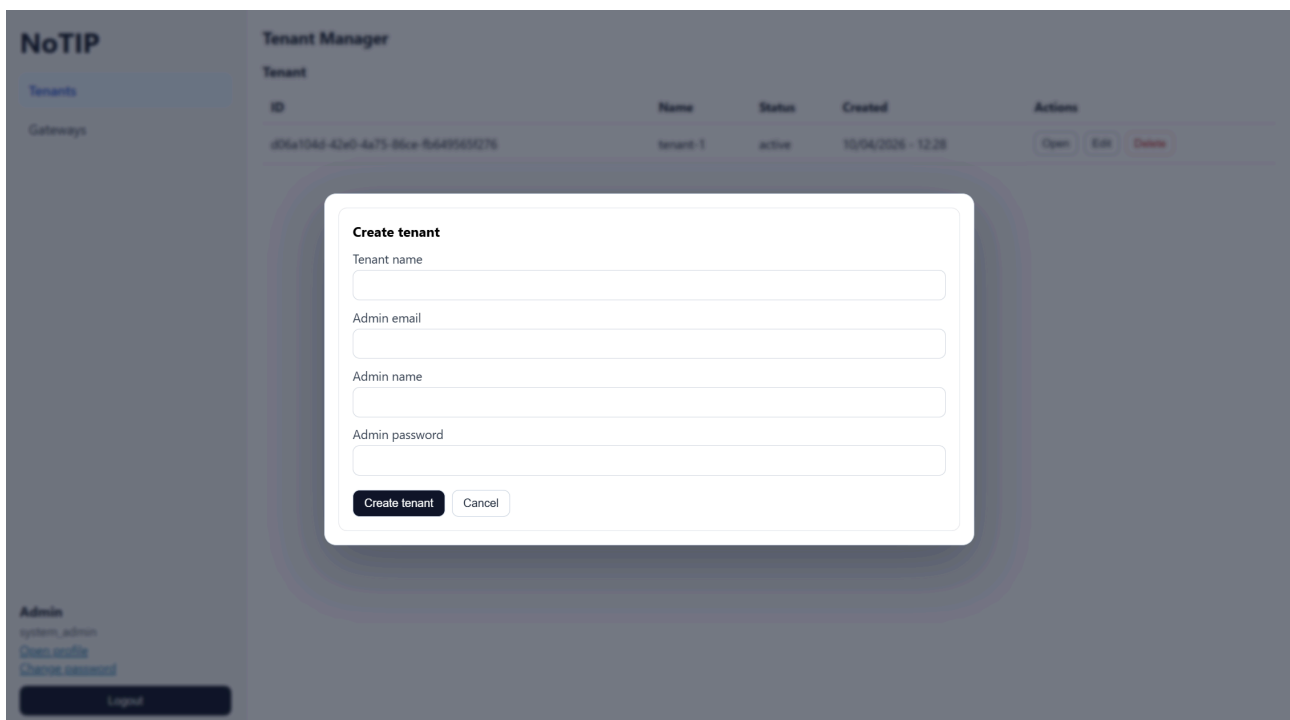 NoTIP
Tenants
Gateways
Admin
system_admin
Open profile
Change password
Logout
Tenant Manager
Tenant
ID Name Status Created Actions
tenant-1 active 10/04/2026 - 12:28 Open Edit Delete
Create tenant
Tenant name
Admin email
Admin name
Admin password
Create tenant Cancel